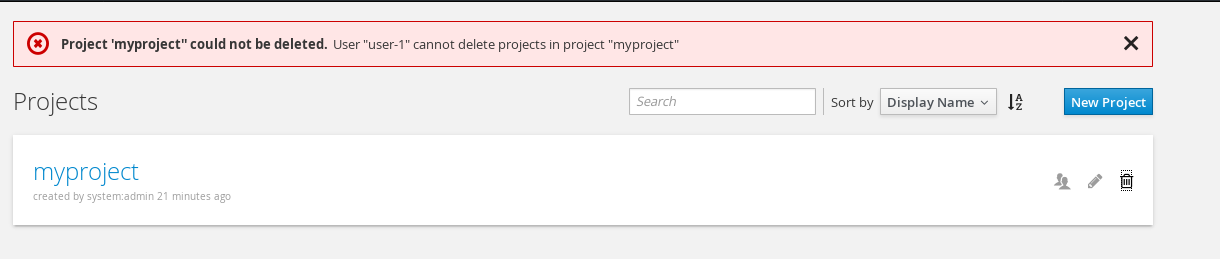 Project 'myproject" could not be deleted. User "user-1" cannot delete projects in project "myproject"
Projects
Search
Sort by
Display Name
A
Z
New Project
myproject
created by system:admin 21 minutes ago